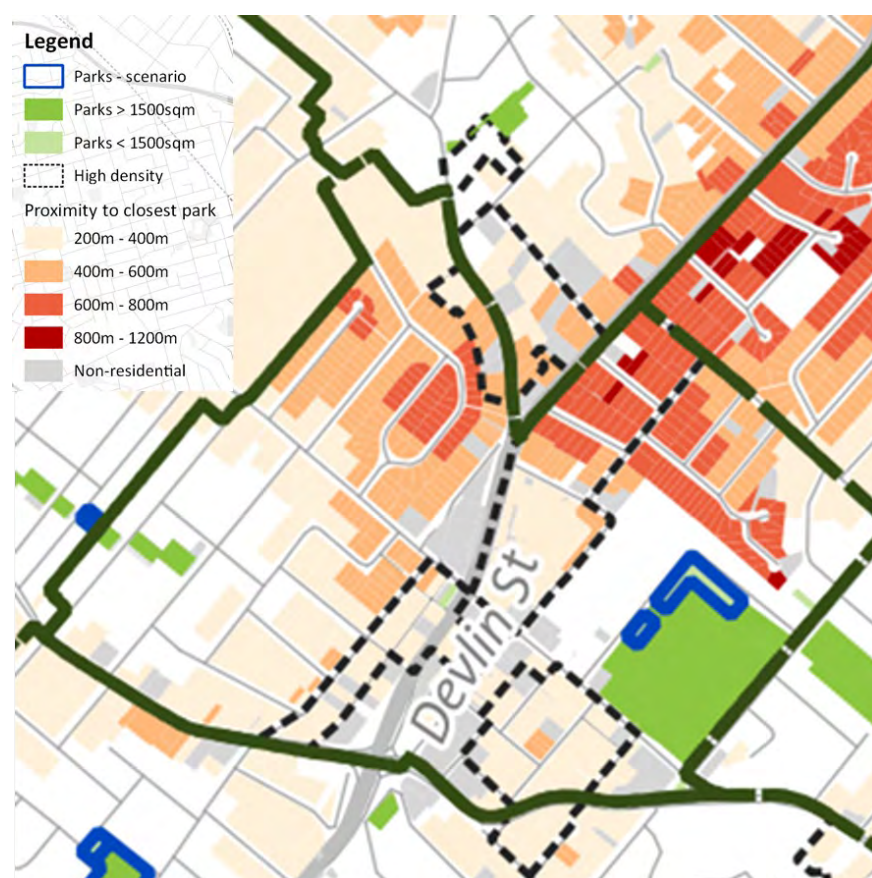 Legend
Parks - scenario
Parks > 1500sqm
Parks < 1500sqm
High density
Proximity to closest park
200m - 400m
400m - 600m
600m - 800m
800m - 1200m
Non-residential
Devlin St